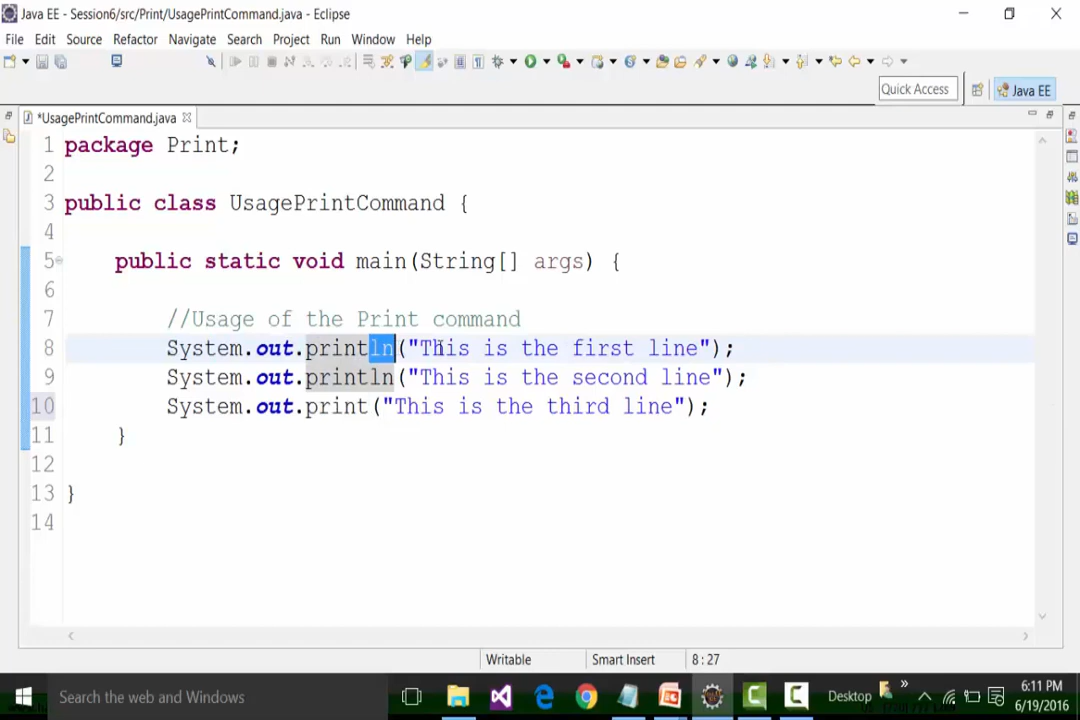 Java EE - Session6/src/Print/UsagePrintCommand.java - Eclipse
File Edit Source Refactor Navigate Search Project Run Window Help
Quick Access
Java EE
*UsagePrintCommand.java
1 package Print;
2
3 public class UsagePrintCommand {
4
5 public static void main(String[] args) {
6
7 //Usage of the Print command
8 System.out.println("This is the first line");
9 System.out.println("This is the second line");
10 System.out.print("This is the third line");
11 }
12
13 }
14
Writable Smart Insert 8 : 27
Search the web and Windows
Desktop
6:11 PM
6/19/2016